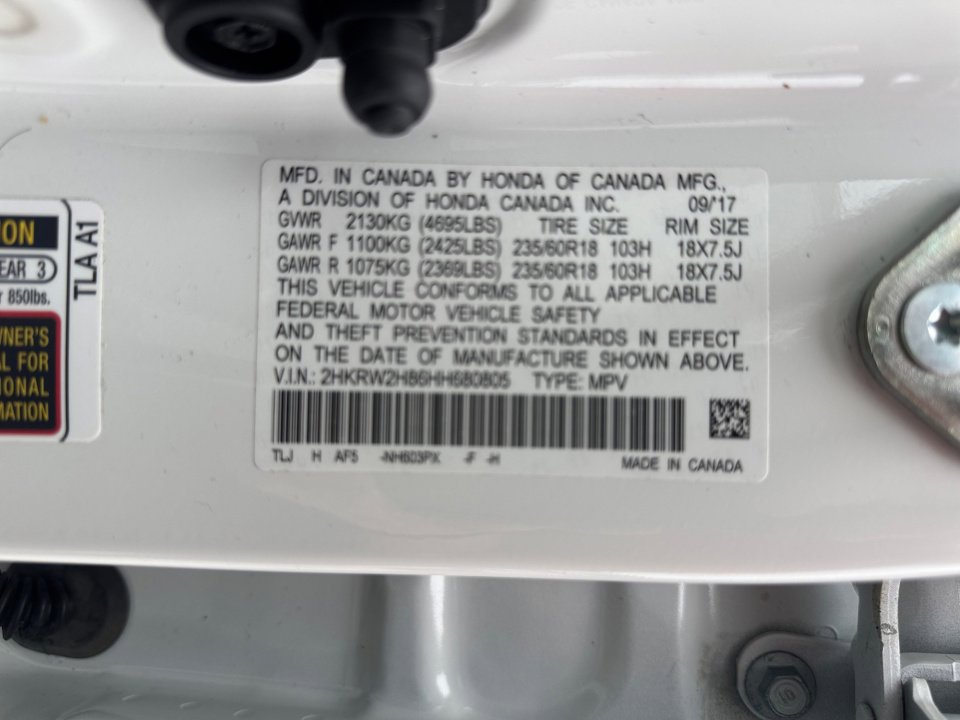 MFD. IN CANADA BY HONDA OF CANADA MFG.,
A DIVISION OF HONDA CANADA INC. 09/17
GVWR 2130KG (4695LBS) TIRE SIZE RIM SIZE
GAWR F 1100KG (2425LBS) 235/60R18 103H 18X7.5J
GAWR R 1075KG (2369LBS) 235/60R18 103H 18X7.5J
THIS VEHICLE CONFORMS TO ALL APPLICABLE
FEDERAL MOTOR VEHICLE SAFETY
AND THEFT PREVENTION STANDARDS IN EFFECT
ON THE DATE OF MANUFACTURE SHOWN ABOVE.
V.I.N.: 2HKRW2H86HH680805 TYPE: MPV
TLJ H AF5 -NH603PX -F -H MADE IN CANADA
TLA A1
ION
EAR 3
850lbs.
WNER'S
AL FOR
IONAL
MATION